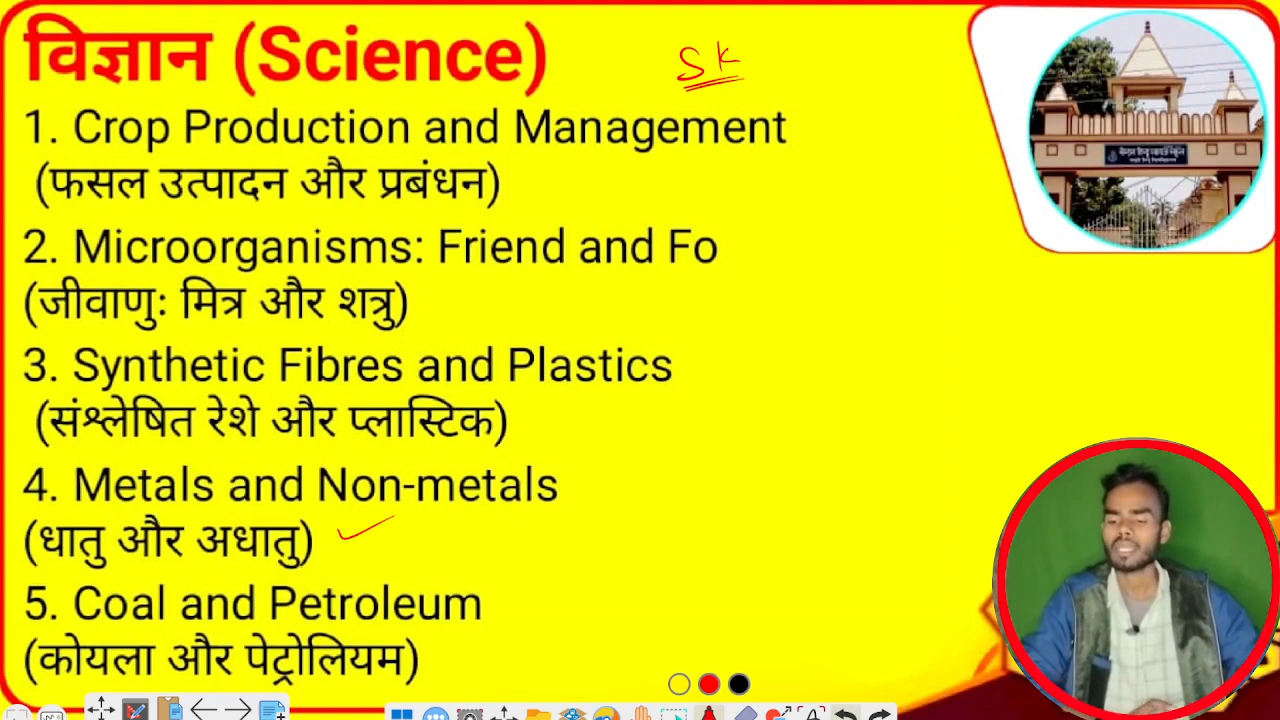 विज्ञान (Science)
SK
1. Crop Production and Management
(फसल उत्पादन और प्रबंधन)
2. Microorganisms: Friend and Fo
(जीवाणुः मित्र और शत्रु)
3. Synthetic Fibres and Plastics
(संश्लेषित रेशे और प्लास्टिक)
4. Metals and Non-metals
(धातु और अधातु)
5. Coal and Petroleum
(कोयला और पेट्रोलियम)